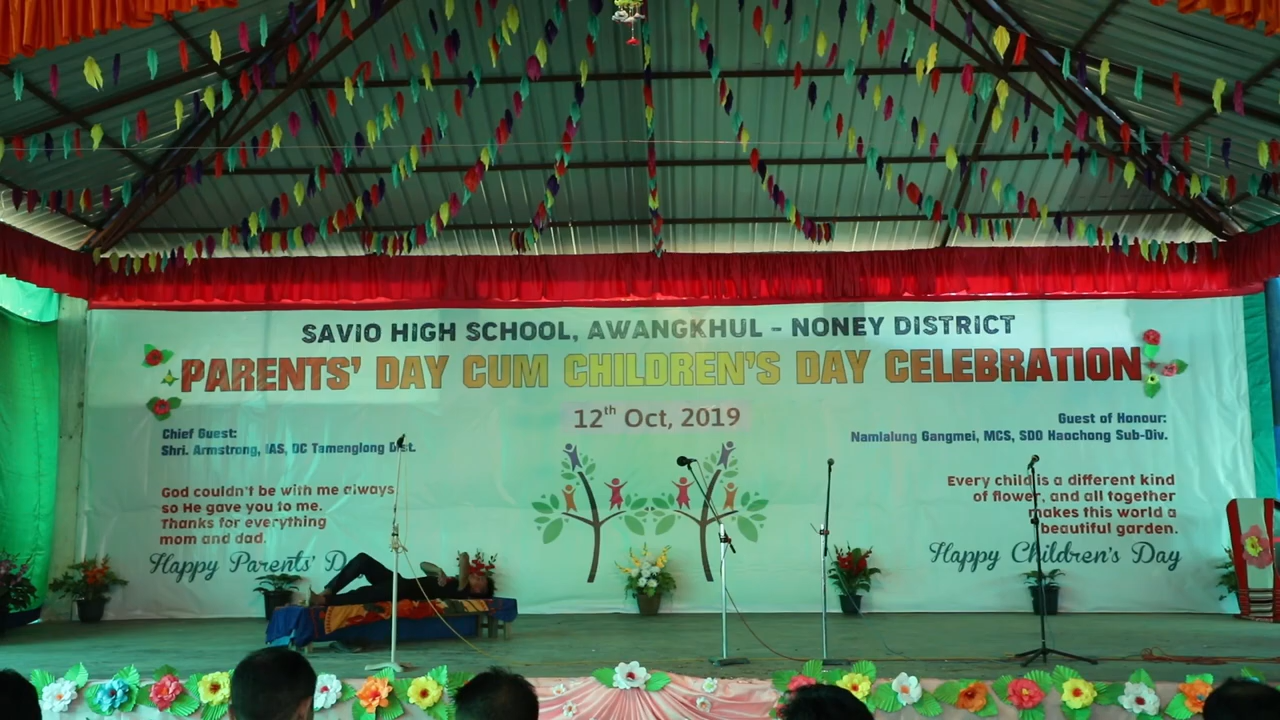 SAVIO HIGH SCHOOL, AWANGKHUL - NONEY DISTRICT
PARENTS' DAY CUM CHILDREN'S DAY CELEBRATION
12th Oct, 2019
Chief Guest:
Shri. Armstrong, IAS, DC Tamenglong Dist.
God couldn't be with me always
so He gave you to me.
Thanks for everything
mom and dad.
Happy Parents' D
Guest of Honour:
Namlalung Gangmei, MCS, SDO Haochong Sub-Div.
Every child is a different kind
of flower, and all together
makes this world a
beautiful garden.
Happy Children's Day